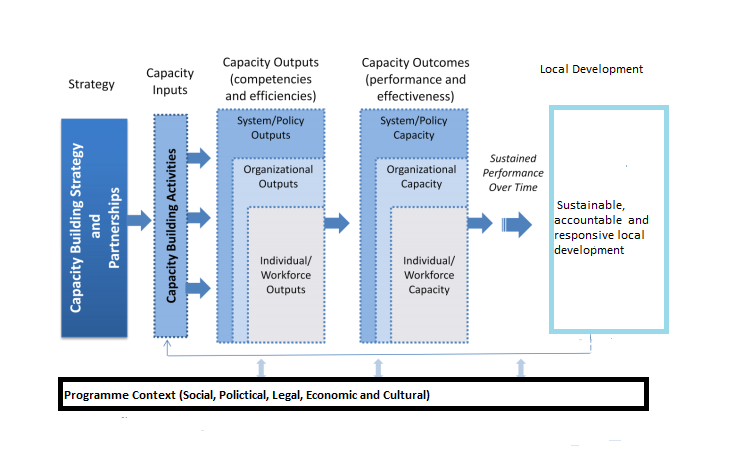 Strategy
Capacity
Inputs
Capacity Outputs
(competencies
and efficiencies)
Capacity Outcomes
(performance and
effectiveness)
Local Development
Capacity Building Strategy
and
Partnerships
Capacity Building Activities
System/Policy
Outputs
Organizational
Outputs
Individual/
Workforce
Outputs
System/Policy
Capacity
Organizational
Capacity
Individual/
Workforce
Capacity
Sustained
Performance
Over Time
Sustainable,
accountable and
responsive local
development
Programme Context (Social, Polictical, Legal, Economic and Cultural)